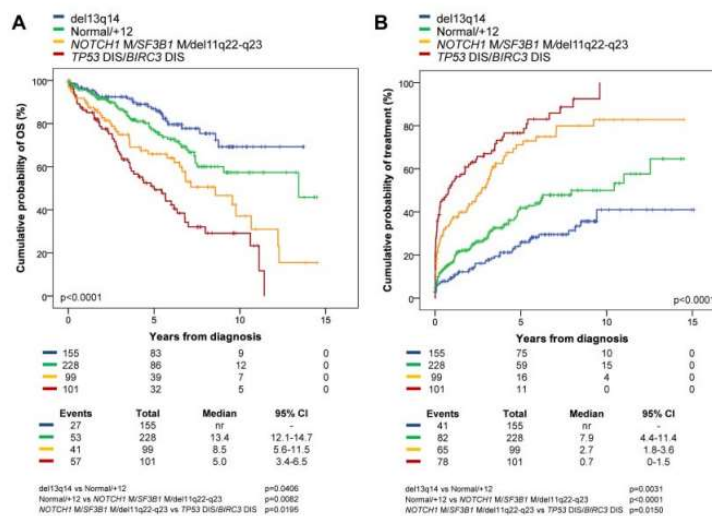 A
del13q14
Normal/+12
NOTCH1 M/SF3B1 M/del11q22-q23
TP53 DIS/BIRC3 DIS
Cumulative probability of OS (%)
100
80
60
40
20
0
p<0.0001
0 5 10 15
Years from diagnosis
155 83 9 0
228 86 12 0
99 39 7 0
101 32 5 0
Events Total Median 95% CI
27 155 nr -
53 228 13.4 12.1-14.7
41 99 8.5 5.6-11.5
57 101 5.0 3.4-6.5
del13q14 vs Normal/+12 p=0.0406
Normal/+12 vs NOTCH1 M/SF3B1 M/del11q22-q23 p=0.0082
NOTCH1 M/SF3B1 M/del11q22-q23 vs TP53 DIS/BIRC3 DIS p=0.0195
B
del13q14
Normal/+12
NOTCH1 M/SF3B1 M/del11q22-q23
TP53 DIS/BIRC3 DIS
Cumulative probability of treatment (%)
100
80
60
40
20
0
p<0.0001
0 5 10 15
Years from diagnosis
155 75 10 0
228 59 15 0
99 16 4 0
101 11 0 0
Events Total Median 95% CI
41 155 nr -
82 228 7.9 4.4-11.4
65 99 2.7 1.8-3.6
78 101 0.7 0-1.5
del13q14 vs Normal/+12 p=0.0031
Normal/+12 vs NOTCH1 M/SF3B1 M/del11q22-q23 p<0.0001
NOTCH1 M/SF3B1 M/del11q22-q23 vs TP53 DIS/BIRC3 DIS p=0.0150